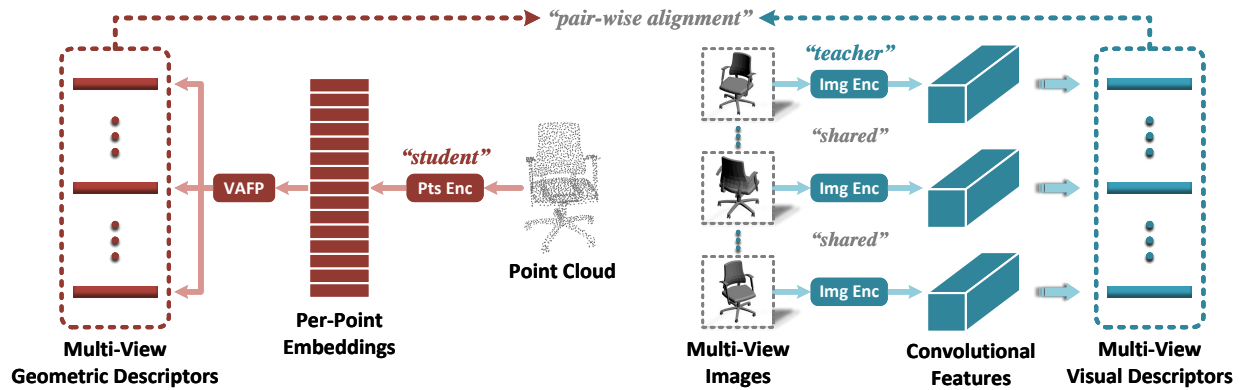 “pair-wise alignment”
“student”
VAFP
Pts Enc
Point Cloud
Per-Point
Embeddings
Multi-View
Geometric Descriptors
“teacher”
Img Enc
“shared”
Img Enc
“shared”
Img Enc
Multi-View
Images
Convolutional
Features
Multi-View
Visual Descriptors